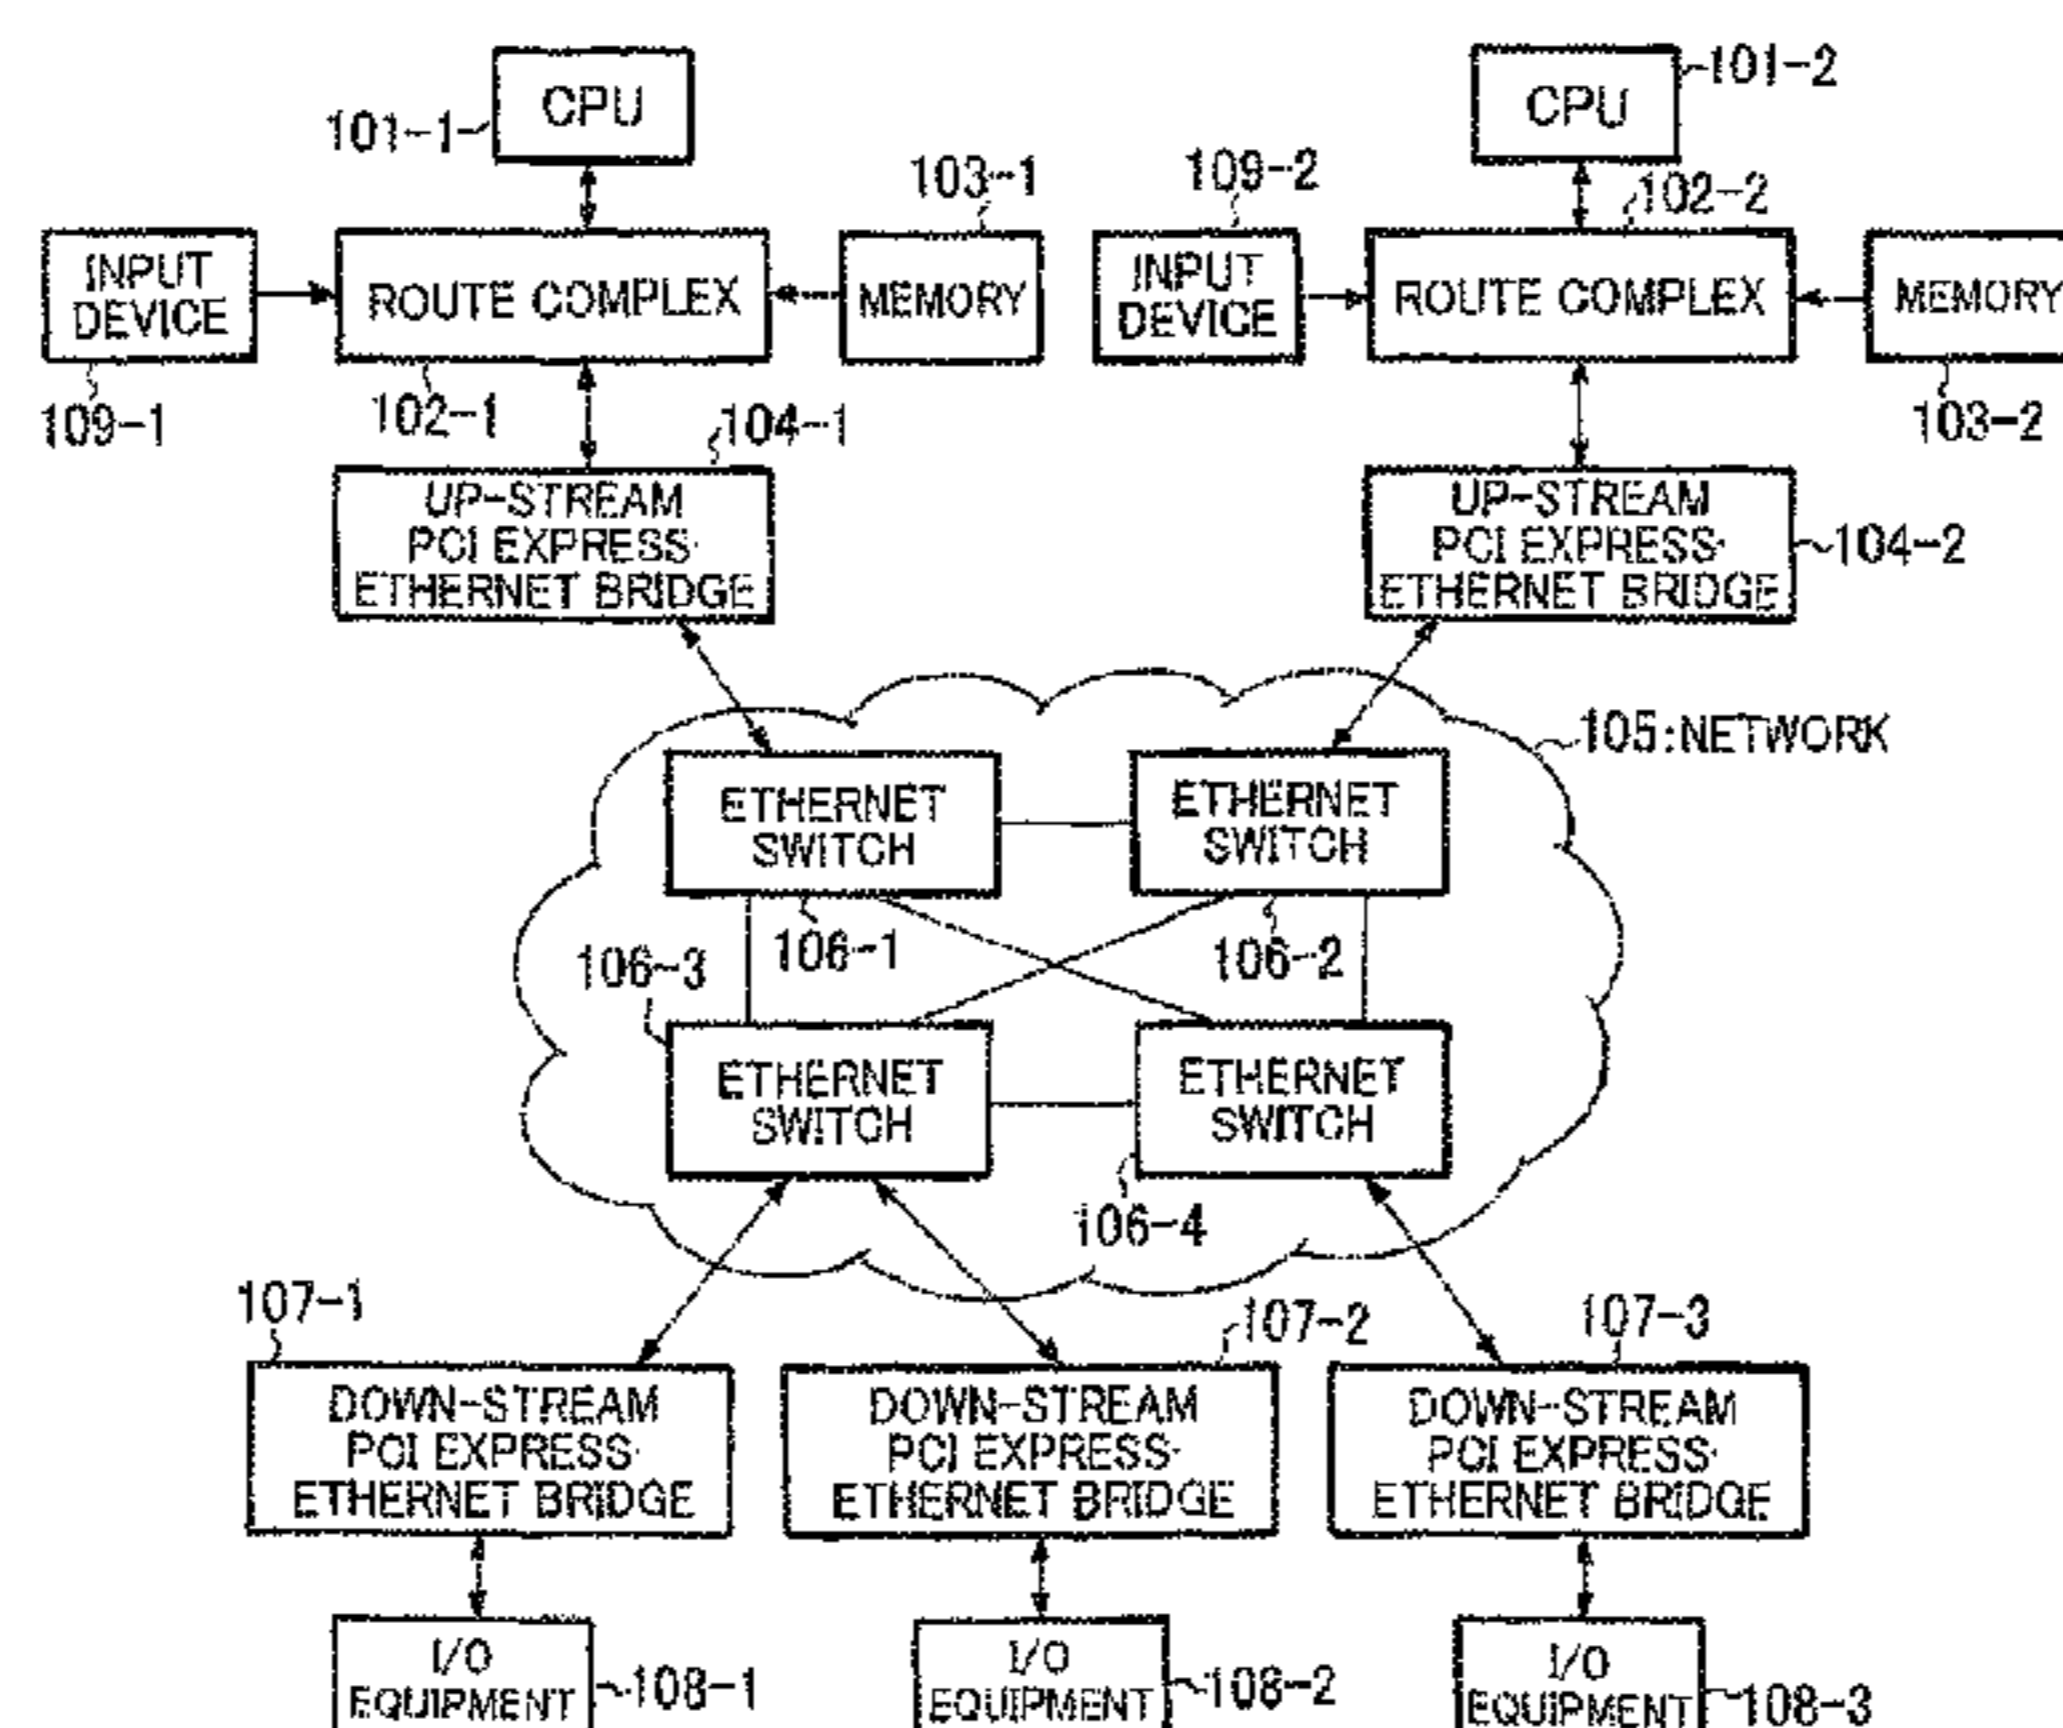 CPU
101-1
CPU
101-2
103-1
109-2
102-2
INPUT
DEVICE
ROUTE COMPLEX
MEMORY
INPUT
DEVICE
ROUTE COMPLEX
MEMORY
109-1
102-1
104-1
103-2
UP-STREAM
PCI EXPRESS·
ETHERNET BRIDGE
UP-STREAM
PCI EXPRESS·
ETHERNET BRIDGE
104-2
105:NETWORK
ETHERNET
SWITCH
ETHERNET
SWITCH
106-3
106-1
106-2
ETHERNET
SWITCH
ETHERNET
SWITCH
106-4
107-1
107-2
107-3
DOWN-STREAM
PCI EXPRESS·
ETHERNET BRIDGE
DOWN-STREAM
PCI EXPRESS·
ETHERNET BRIDGE
DOWN-STREAM
PCI EXPRESS·
ETHERNET BRIDGE
I/O
EQUIPMENT
108-1
I/O
EQUIPMENT
108-2
I/O
EQUIPMENT
108-3